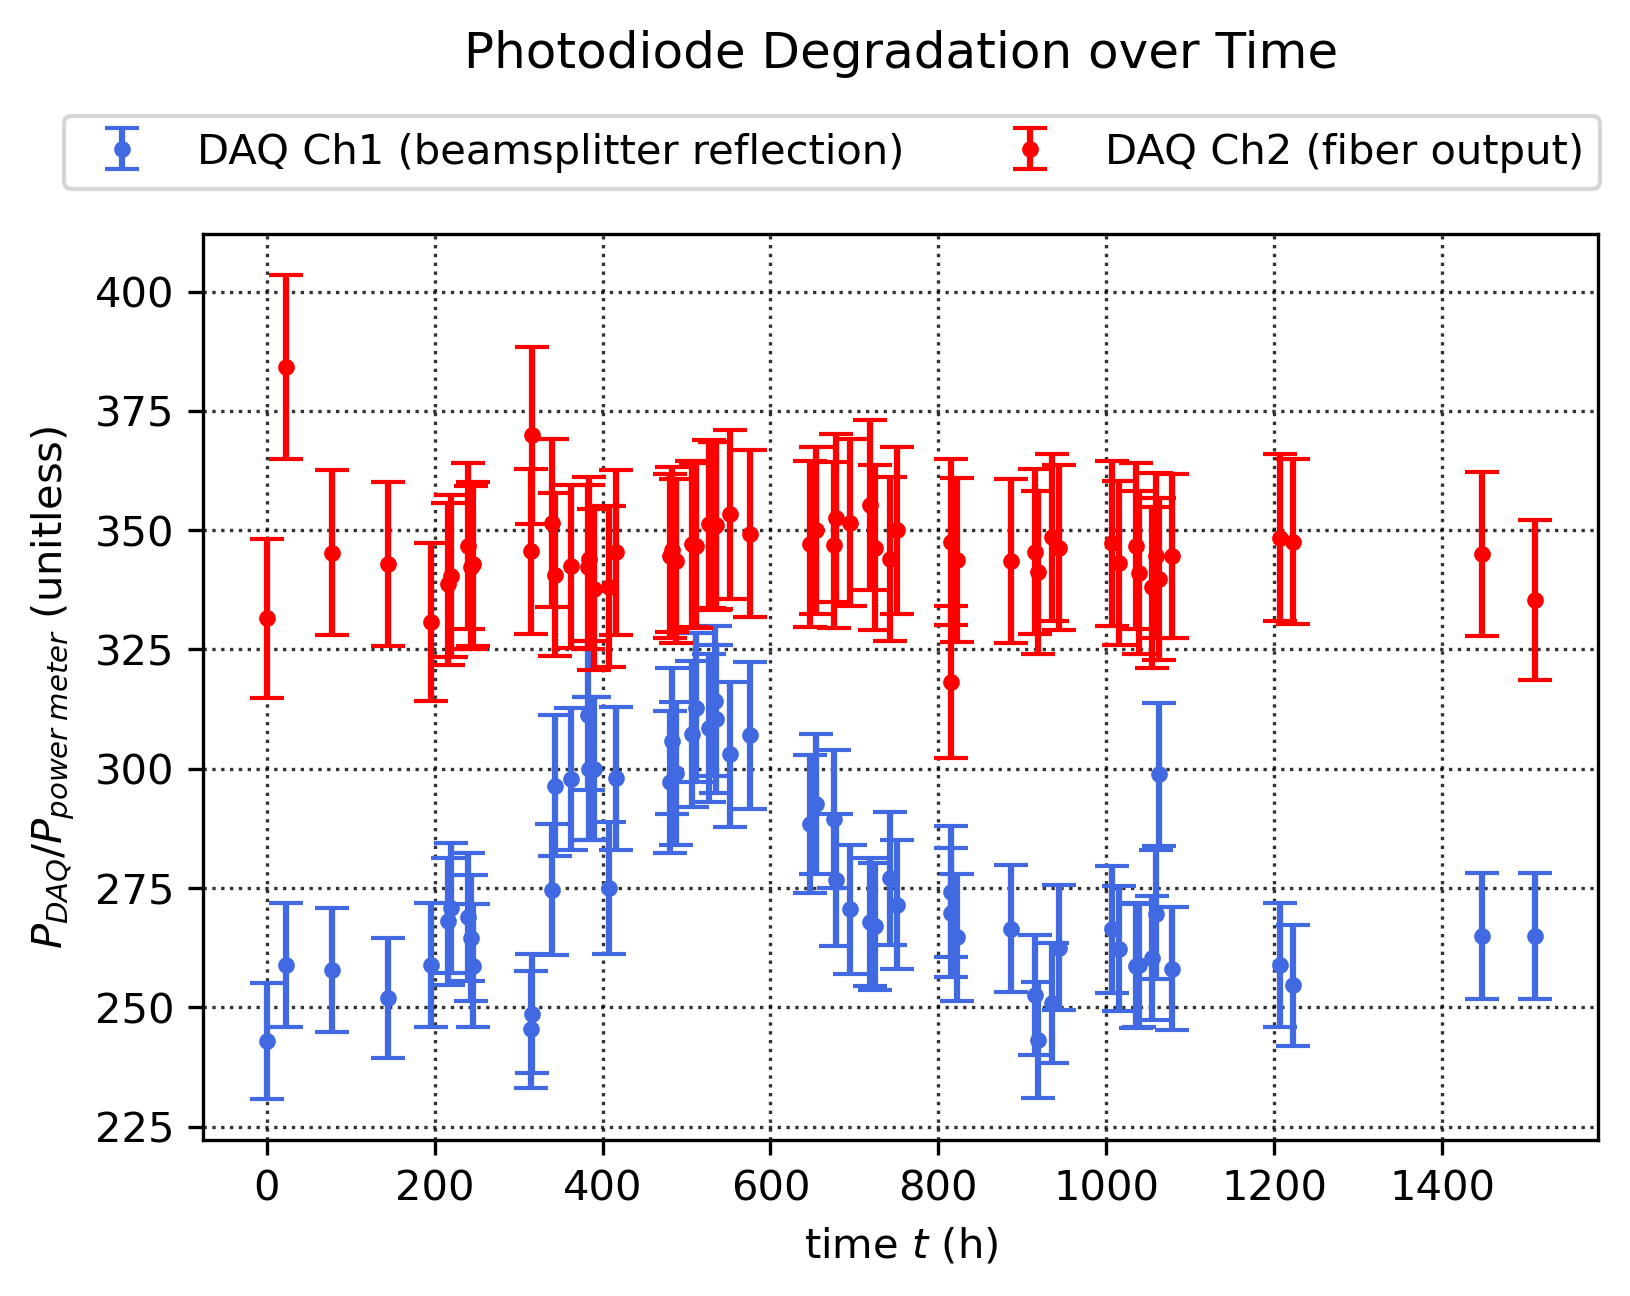 Photodiode Degradation over Time
DAQ Ch1 (beamsplitter reflection)
DAQ Ch2 (fiber output)
400
375
350
325
300
275
250
225
P_DAQ/P_power meter (unitless)
0 200 400 600 800 1000 1200 1400
time t (h)